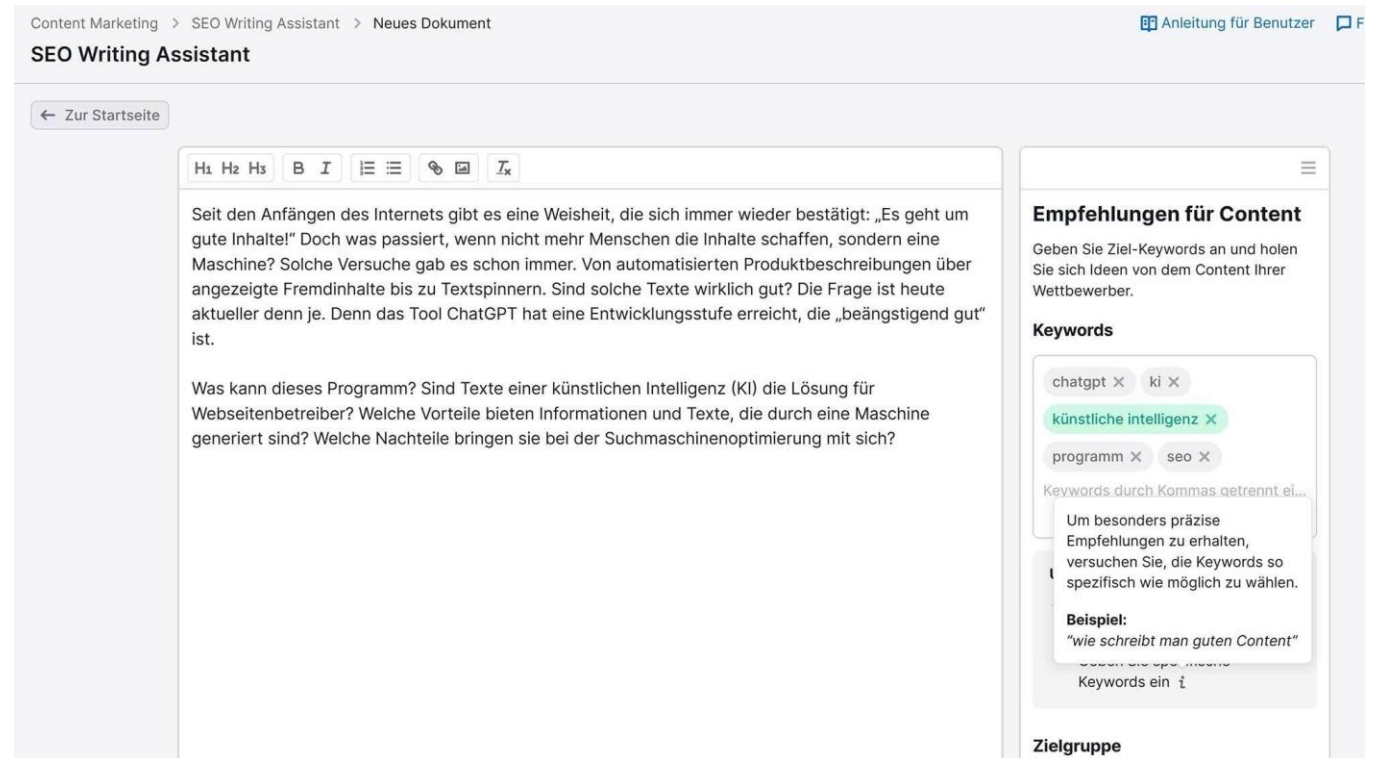 Content Marketing > SEO Writing Assistant > Neues Dokument
Anleitung für Benutzer
SEO Writing Assistant
← Zur Startseite
H1 H2 H3 B I
Seit den Anfängen des Internets gibt es eine Weisheit, die sich immer wieder bestätigt: „Es geht um
gute Inhalte!“ Doch was passiert, wenn nicht mehr Menschen die Inhalte schaffen, sondern eine
Maschine? Solche Versuche gab es schon immer. Von automatisierten Produktbeschreibungen über
angezeigte Fremdinhalte bis zu Textspinnern. Sind solche Texte wirklich gut? Die Frage ist heute
aktueller denn je. Denn das Tool ChatGPT hat eine Entwicklungsstufe erreicht, die „beängstigend gut“
ist.
Was kann dieses Programm? Sind Texte einer künstlichen Intelligenz (KI) die Lösung für
Webseitenbetreiber? Welche Vorteile bieten Informationen und Texte, die durch eine Maschine
generiert sind? Welche Nachteile bringen sie bei der Suchmaschinenoptimierung mit sich?
Empfehlungen für Content
Geben Sie Ziel-Keywords an und holen
Sie sich Ideen von dem Content Ihrer
Wettbewerber.
Keywords
chatgpt × ki ×
künstliche intelligenz ×
programm × seo ×
Keywords durch Kommas getrennt ei...
Um besonders präzise
Empfehlungen zu erhalten,
versuchen Sie, die Keywords so
spezifisch wie möglich zu wählen.
Beispiel:
"wie schreibt man guten Content"
Keywords ein i
Zielgruppe